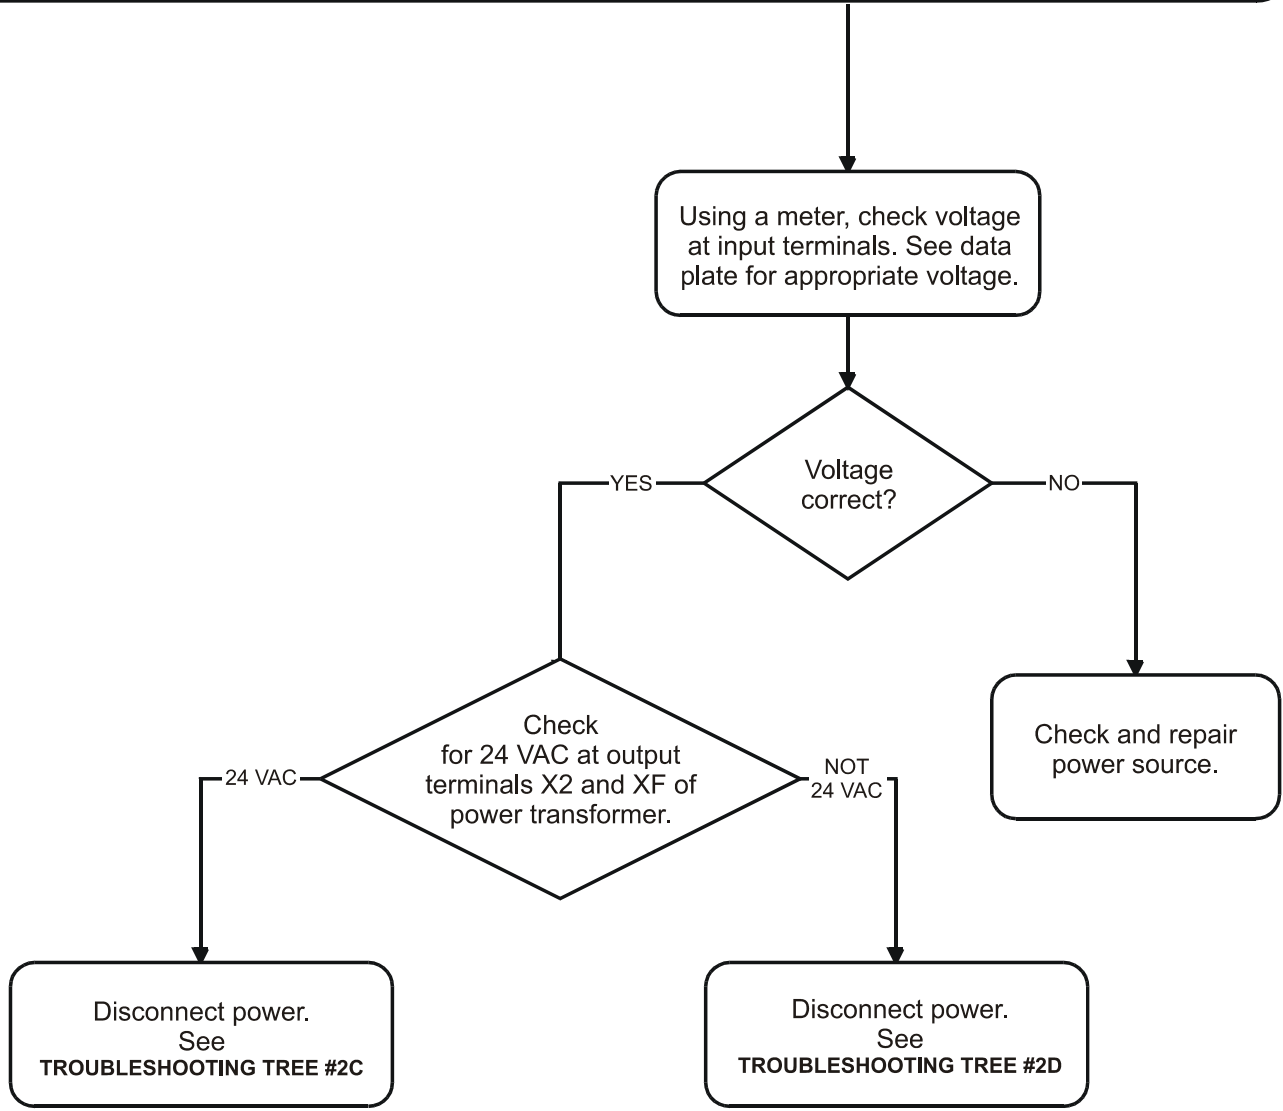 Using a meter, check voltage
at input terminals. See data
plate for appropriate voltage.
Voltage
correct?
YES
NO
Check
for 24 VAC at output
terminals X2 and XF of
power transformer.
Check and repair
power source.
24 VAC
NOT
24 VAC
Disconnect power.
See
TROUBLESHOOTING TREE #2C
Disconnect power.
See
TROUBLESHOOTING TREE #2D